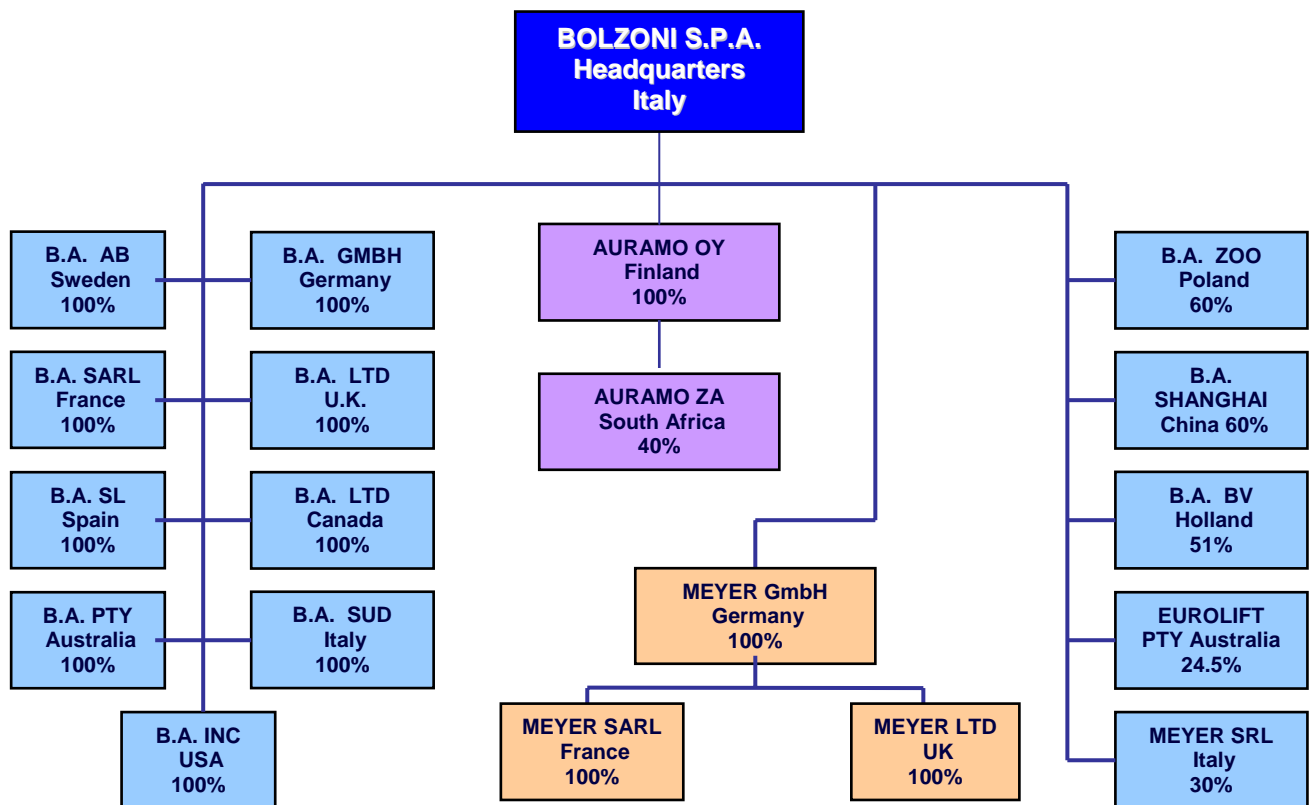 BOLZONI S.P.A.
Headquarters
Italy
B.A. AB
Sweden
100%
B.A. GMBH
Germany
100%
AURAMO OY
Finland
100%
B.A. ZOO
Poland
60%
B.A. SARL
France
100%
B.A. LTD
U.K.
100%
AURAMO ZA
South Africa
40%
B.A.
SHANGHAI
China 60%
B.A. SL
Spain
100%
B.A. LTD
Canada
100%
B.A. BV
Holland
51%
B.A. PTY
Australia
100%
B.A. SUD
Italy
100%
MEYER GmbH
Germany
100%
EUROLIFT
PTY Australia
24.5%
B.A. INC
USA
100%
MEYER SARL
France
100%
MEYER LTD
UK
100%
MEYER SRL
Italy
30%